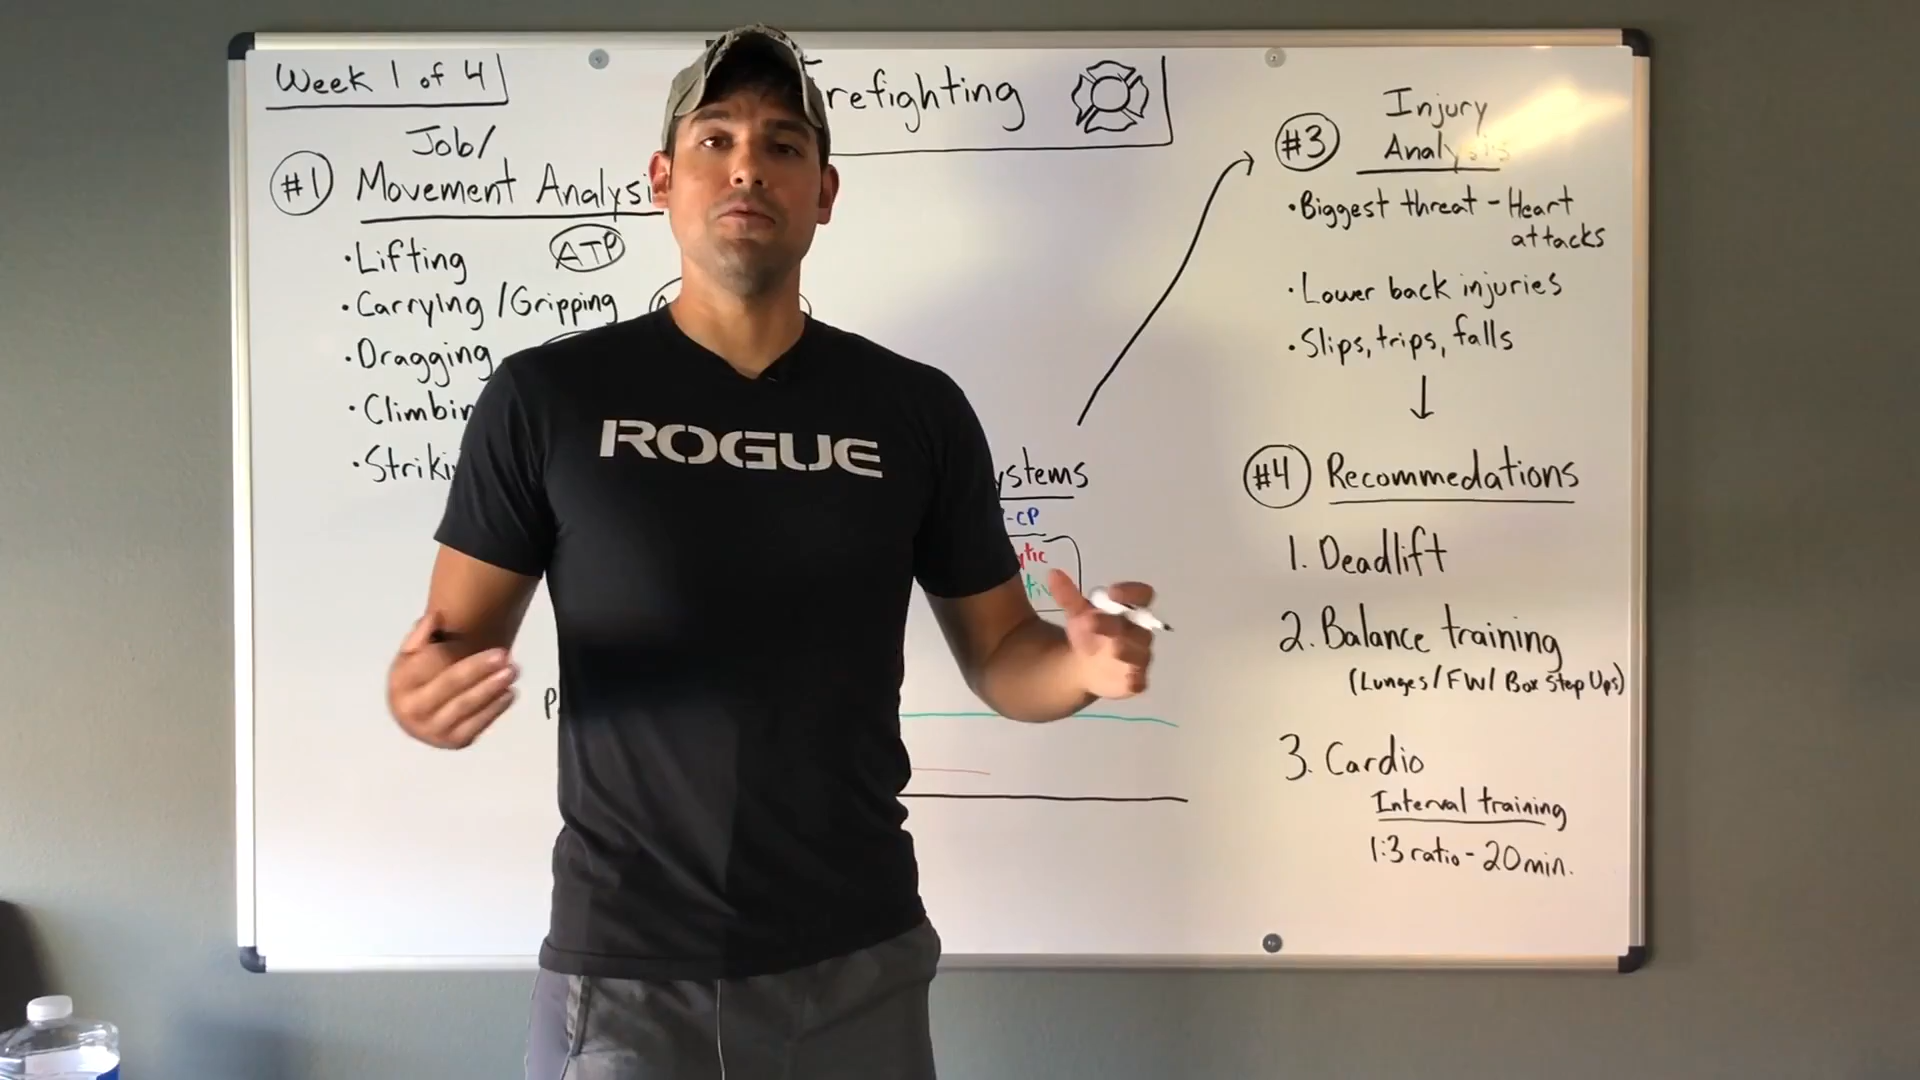 Week 1 of 4
refighting
#1
Job/
Movement Analysi
• Lifting
ATP
• Carrying / Gripping
• Dragging
• Climbin
• Striki
ROGUE
ystems
-CP
ytic
#3
Injury
Analysis
• Biggest threat - Heart
attacks
• Lower back injuries
• Slips, trips, falls
#4 Recommedations
1. Deadlift
2. Balance training
(Lunges/FW/Box Step Ups)
3. Cardio
Interval training
1:3 ratio - 20 min.